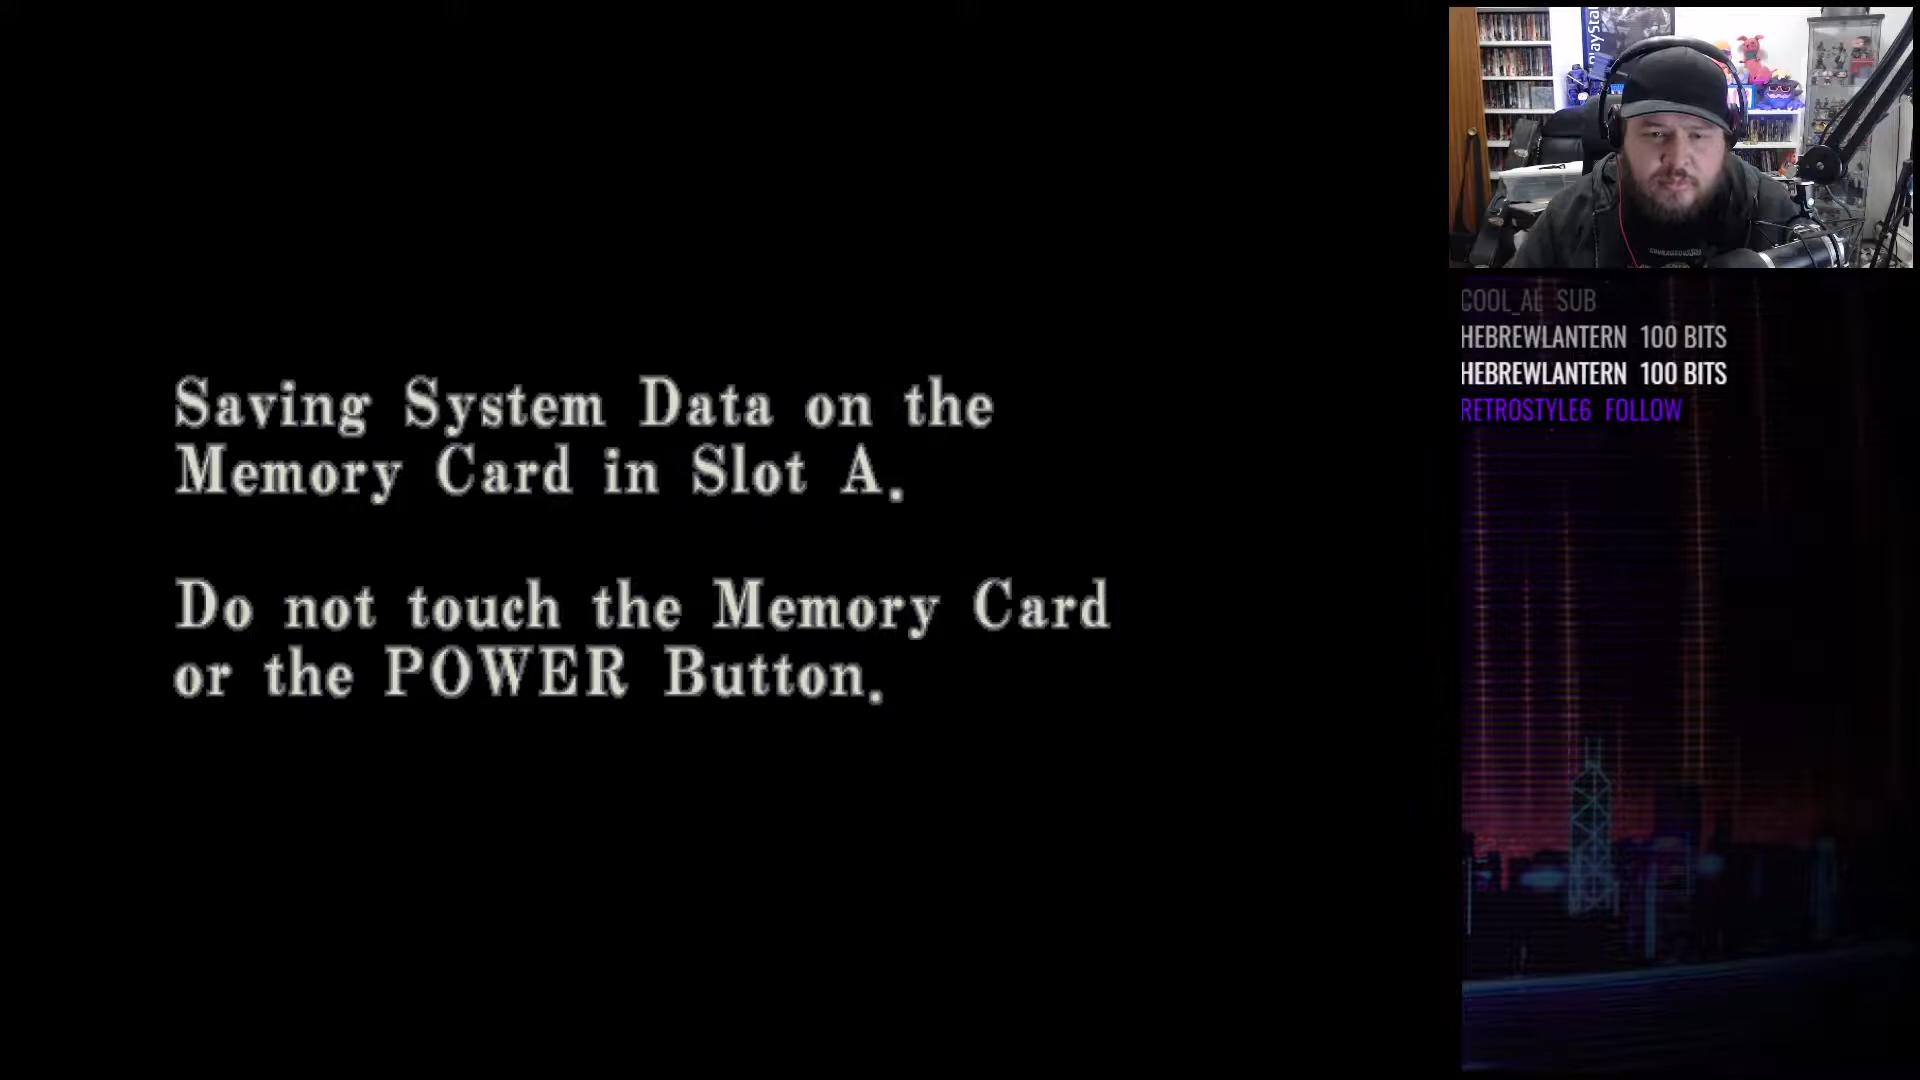 Saving System Data on the
Memory Card in Slot A.
Do not touch the Memory Card
or the POWER Button.
COOL_AL SUB
HEBREWLANTERN 100 BITS
HEBREWLANTERN 100 BITS
RETROSTYLE6 FOLLOW